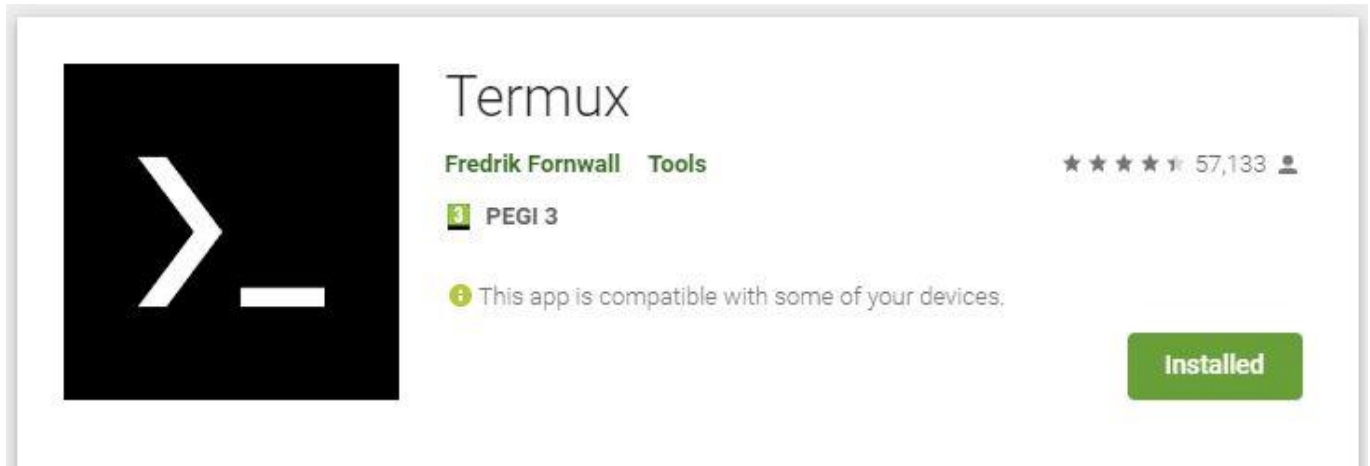 Termux
Fredrik Fornwall Tools
57,133
3 PEGI 3
This app is compatible with some of your devices.
Installed